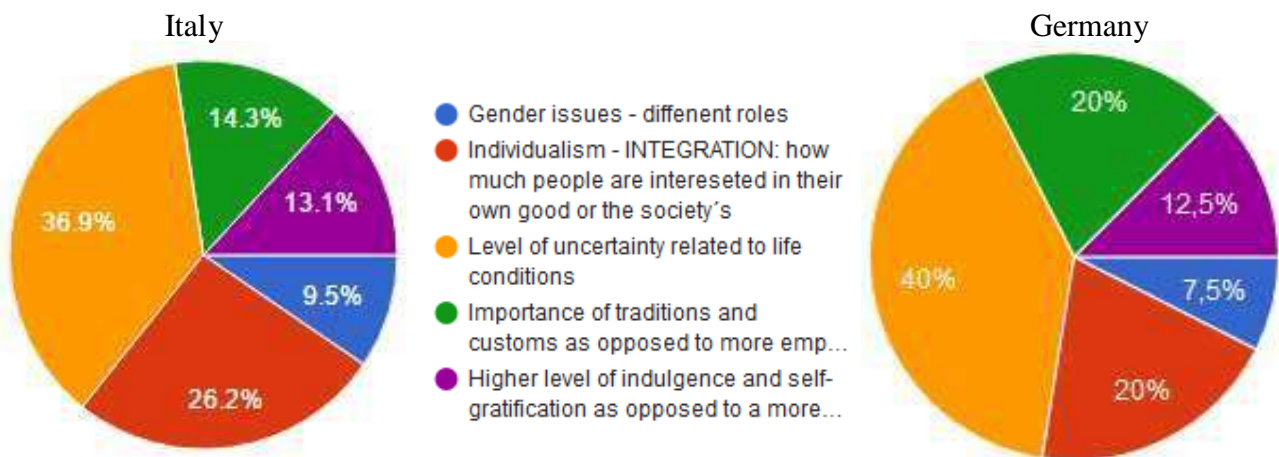 Italy
Germany
14.3%
13.1%
36.9%
9.5%
26.2%
Gender issues - diffenent roles
Individualism - INTEGRATION: how
much people are intereseted in their
own good or the society´s
Level of uncertainty related to life
conditions
Importance of traditions and
customs as opposed to more emp...
Higher level of indulgence and self-
gratification as opposed to a more...
20%
12,5%
40%
7,5%
20%